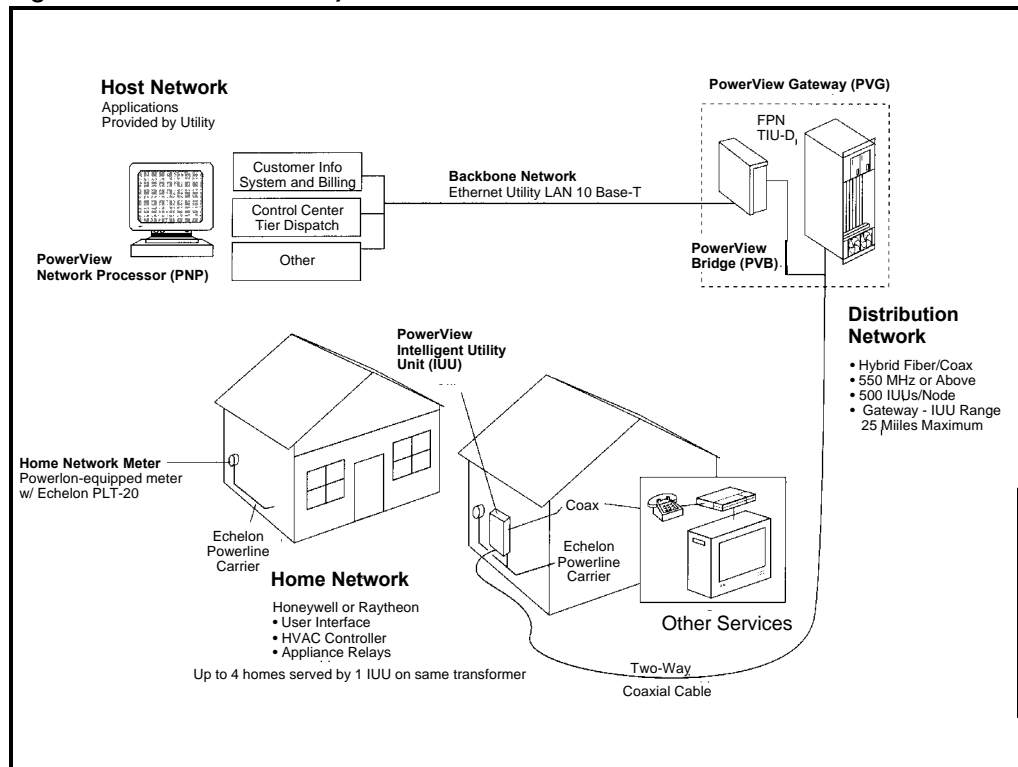 Host Network
Applications
Provided by Utility
PowerView
Network Processor (PNP)
Customer Info
System and Billing
Control Center
Tier Dispatch
Other
Backbone Network
Ethernet Utility LAN 10 Base-T
PowerView Gateway (PVG)
FPN
TIU-D
PowerView
Bridge (PVB)
Distribution
Network
• Hybrid Fiber/Coax
• 550 MHz or Above
• 500 IUUs/Node
• Gateway - IUU Range
25 Miiles Maximum
PowerView
Intelligent Utility
Unit (IUU)
Home Network Meter
Powerlon-equipped meter
w/ Echelon PLT-20
Echelon
Powerline
Carrier
Home Network
Honeywell or Raytheon
• User Interface
• HVAC Controller
• Appliance Relays
Up to 4 homes served by 1 IUU on same transformer
Coax
Echelon
Powerline
Carrier
Other Services
Two-Way
Coaxial Cable